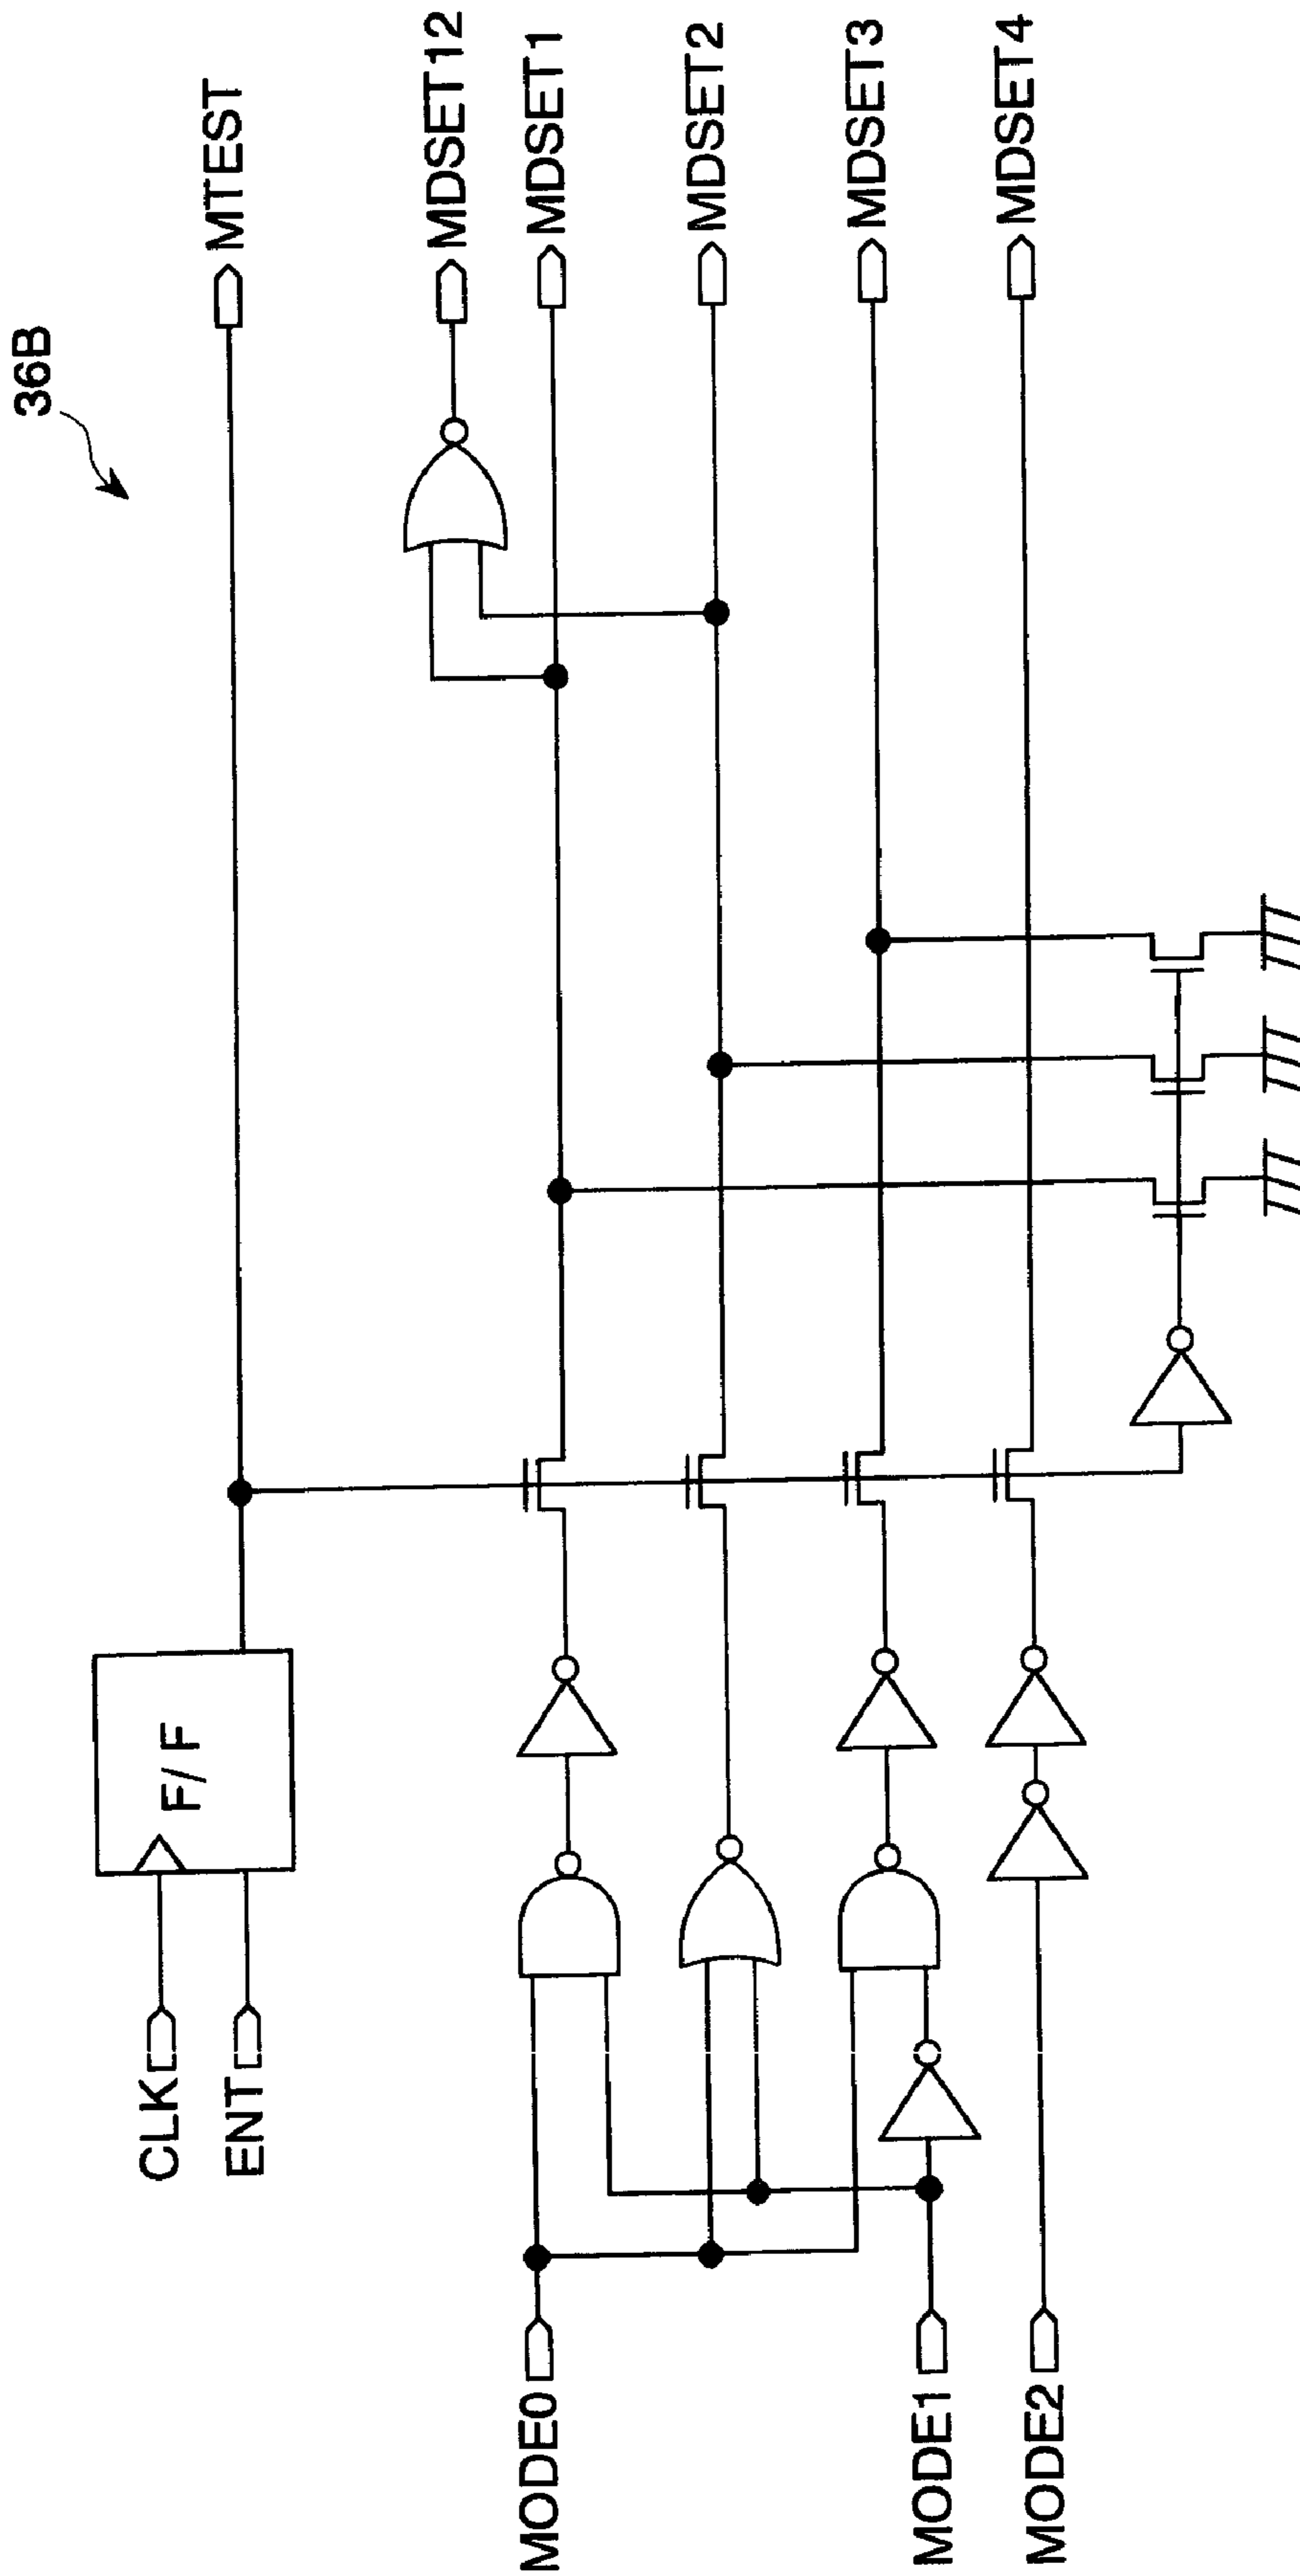 36B
CLK
ENT
F/F
MTEST
MDSET12
MODE0
MDSET1
MDSET2
MODE1
MDSET3
MODE2
MDSET4